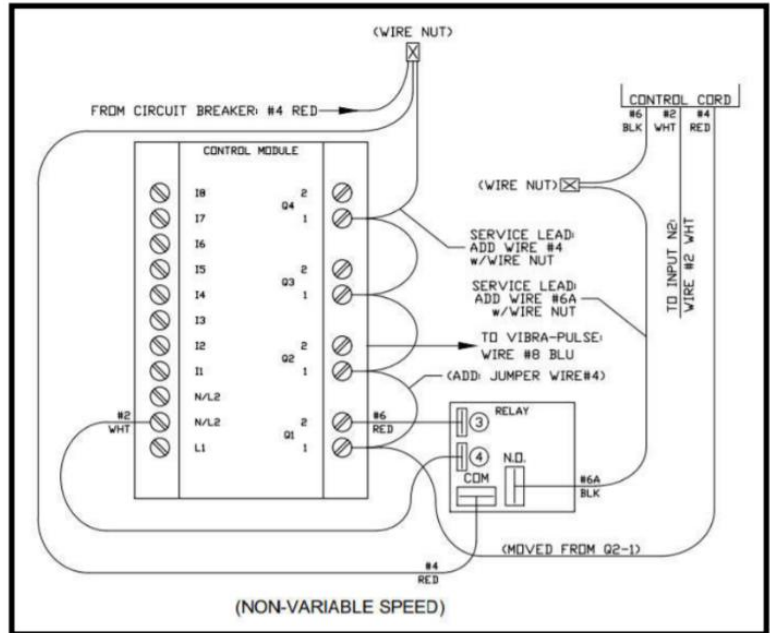 (WIRE NUT)
FROM CIRCUIT BREAKER: #4 RED
CONTROL CORD
#6 BLK
#2 WHT
#4 RED
CONTROL MODULE
(WIRE NUT)
I8
I7
I6
I5
I4
I3
I2
I1
N/L2
N/L2
L1
2
Q4
1
2
Q3
1
2
Q2
1
2
Q1
1
SERVICE LEAD:
ADD WIRE #4
w/WIRE NUT
SERVICE LEAD:
ADD WIRE #6A
w/WIRE NUT
TO INPUT N2:
WIRE #2 WHT
TO VIBRA-PULSE:
WIRE #8 BLU
(ADD: JUMPER WIRE#4)
#2
WHT
#6
RED
RELAY
3
4
N.O.
COM
#6A
BLK
(MOVED FROM Q2-1)
#4
RED
(NON-VARIABLE SPEED)